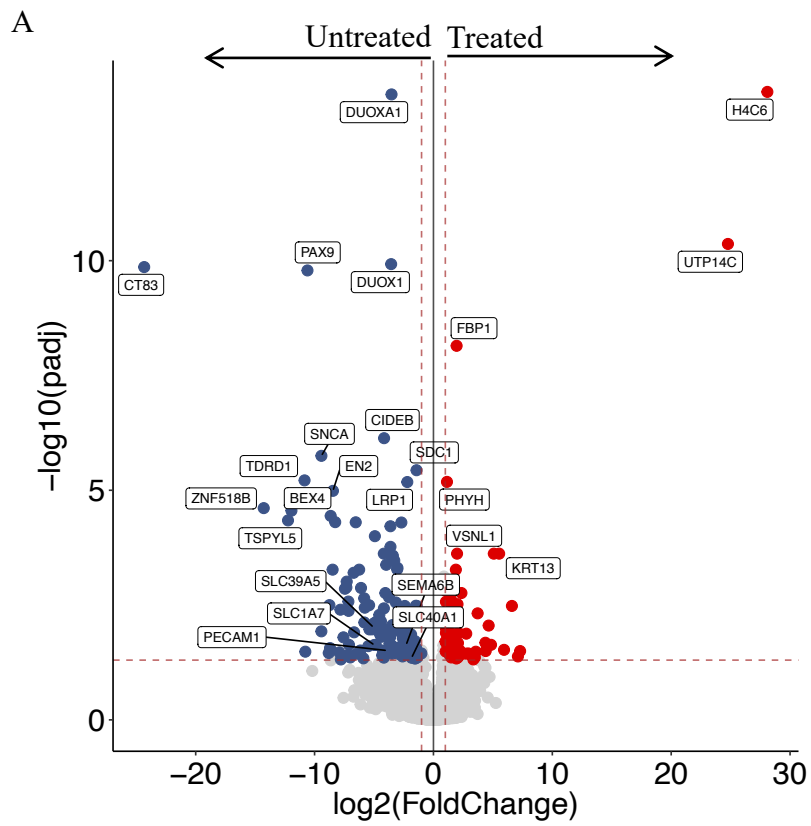 A
Untreated Treated
DUOXA1
H4C6
PAX9
CT83
DUOX1
UTP14C
FBP1
CIDEB
SNCA
SDC1
TDRD1
EN2
ZNF518B
BEX4
LRP1
PHYH
TSPYL5
VSNL1
KRT13
SLC39A5
SEMA6B
SLC1A7
SLC40A1
PECAM1
10
5
0
−log10(padj)
−20 −10 0 10 20 30
log2(FoldChange)